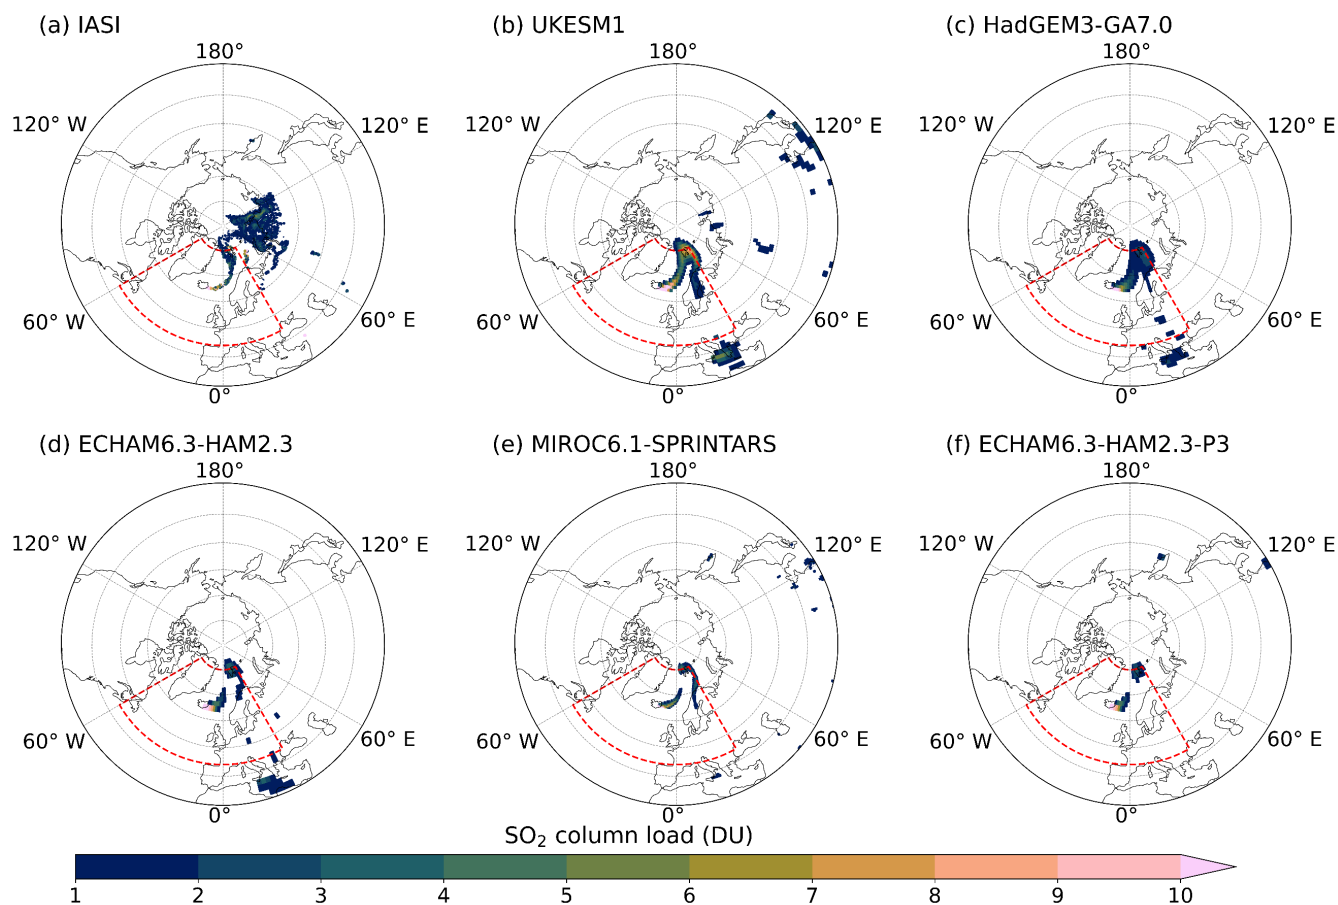 (a) IASI
180°
120° W
120° E
60° W
60° E
0°
(b) UKESM1
180°
120° W
120° E
60° W
60° E
0°
(c) HadGEM3-GA7.0
180°
120° W
120° E
60° W
60° E
0°
(d) ECHAM6.3-HAM2.3
180°
120° W
120° E
60° W
60° E
0°
(e) MIROC6.1-SPRINTARS
180°
120° W
120° E
60° W
60° E
0°
(f) ECHAM6.3-HAM2.3-P3
180°
120° W
120° E
60° W
60° E
0°
SO₂ column load (DU)
1 2 3 4 5 6 7 8 9 10